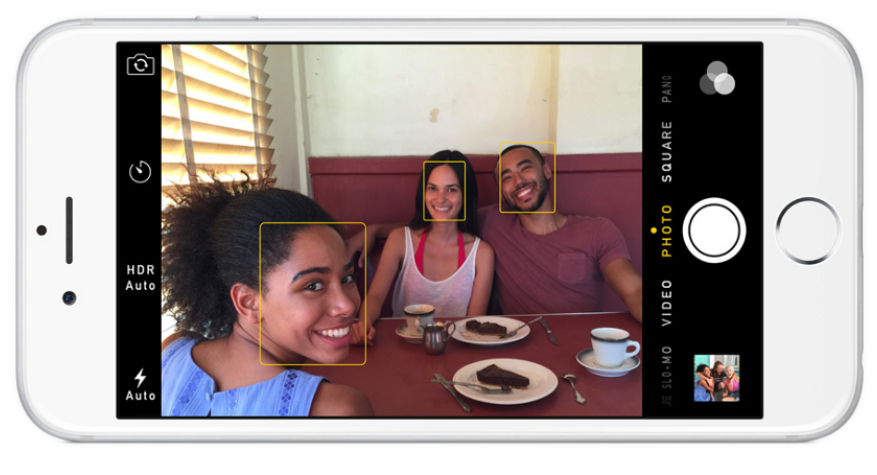 HDR
Auto
Auto
PANO
SQUARE
PHOTO
VIDEO
SLO-MO